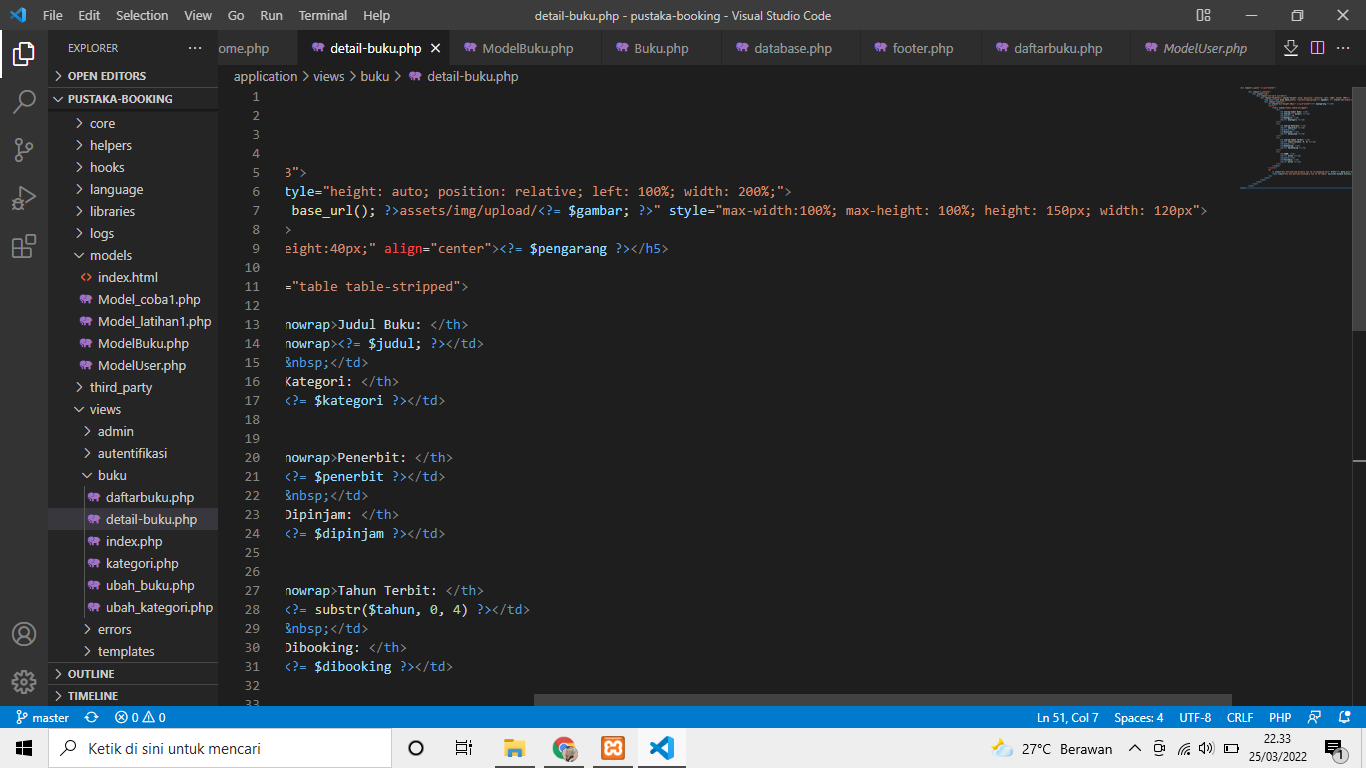 File Edit Selection View Go Run Terminal Help
detail-buku.php - pustaka-booking - Visual Studio Code
EXPLORER
OPEN EDITORS
PUSTAKA-BOOKING
core
helpers
hooks
language
libraries
logs
models
index.html
Model_coba1.php
Model_latihan1.php
ModelBuku.php
ModelUser.php
third_party
views
admin
autentifikasi
buku
daftarbuku.php
detail-buku.php
index.php
kategori.php
ubah_buku.php
ubah_kategori.php
errors
templates
OUTLINE
TIMELINE
ome.php detail-buku.php ModelBuku.php Buku.php database.php footer.php daftarbuku.php ModelUser.php
application > views > buku > detail-buku.php
1
2
3
4
5 3">
6 tyle="height: auto; position: relative; left: 100%; width: 200%;">
7 base_url(); ?>assets/img/upload/<?= $gambar; ?>" style="max-width:100%; max-height: 100%; height: 150px; width: 120px">
8 >
9 eight:40px;" align="center"><?= $pengarang ?></h5>
10
11 ="table table-stripped">
12
13 nowrap>Judul Buku: </th>
14 nowrap><?= $judul; ?></td>
15 &nbsp;</td>
16 Kategori: </th>
17 <?= $kategori ?></td>
18
19
20 nowrap>Penerbit: </th>
21 <?= $penerbit ?></td>
22 &nbsp;</td>
23 Dipinjam: </th>
24 <?= $dipinjam ?></td>
25
26
27 nowrap>Tahun Terbit: </th>
28 <?= substr($tahun, 0, 4) ?></td>
29 &nbsp;</td>
30 Dibooking: </th>
31 <?= $dibooking ?></td>
32
33
master 0 0
Ln 51, Col 7 Spaces: 4 UTF-8 CRLF PHP
Ketik di sini untuk mencari
27°C Berawan
22.33
25/03/2022
1